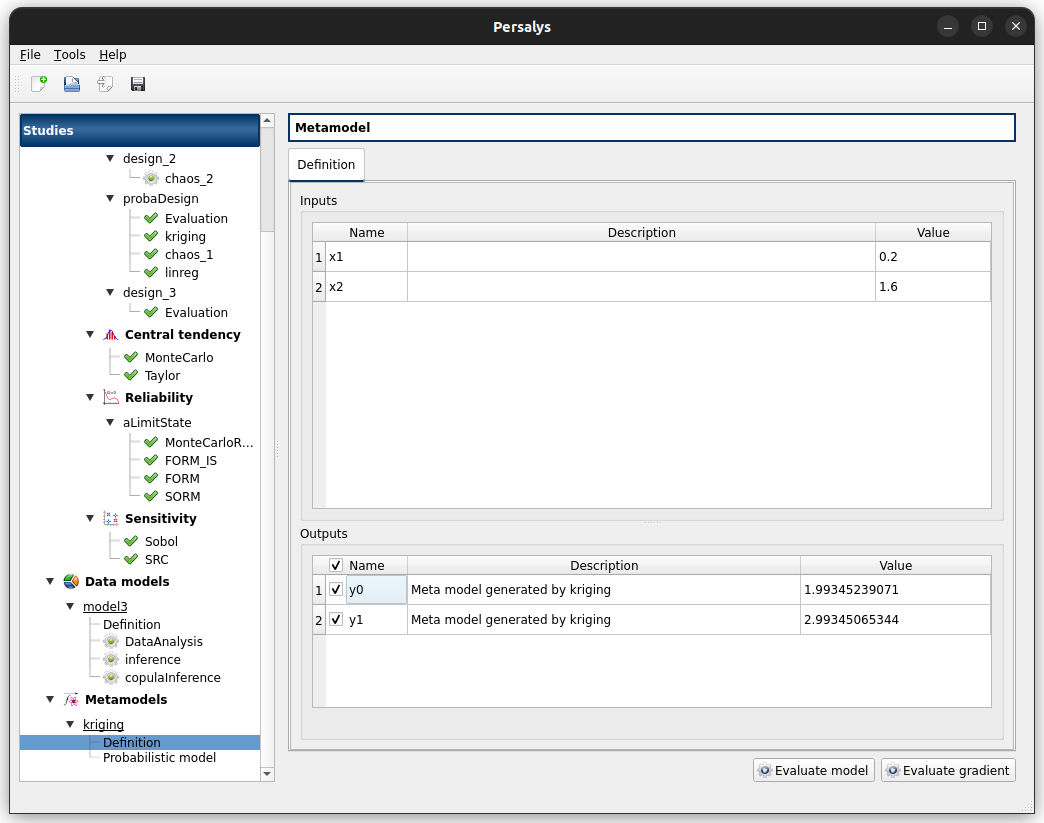 Persalys
File Tools Help
Studies
design_2
chaos_2
probaDesign
Evaluation
kriging
chaos_1
linreg
design_3
Evaluation
Central tendency
MonteCarlo
Taylor
Reliability
aLimitState
MonteCarloR...
FORM_IS
FORM
SORM
Sensitivity
Sobol
SRC
Data models
model3
Definition
DataAnalysis
inference
copulaInference
Metamodels
kriging
Definition
Probabilistic model
Metamodel
Definition
Inputs
Name Description Value
1 x1 0.2
2 x2 1.6
Outputs
Name Description Value
1 y0 Meta model generated by kriging 1.99345239071
2 y1 Meta model generated by kriging 2.99345065344
Evaluate model Evaluate gradient